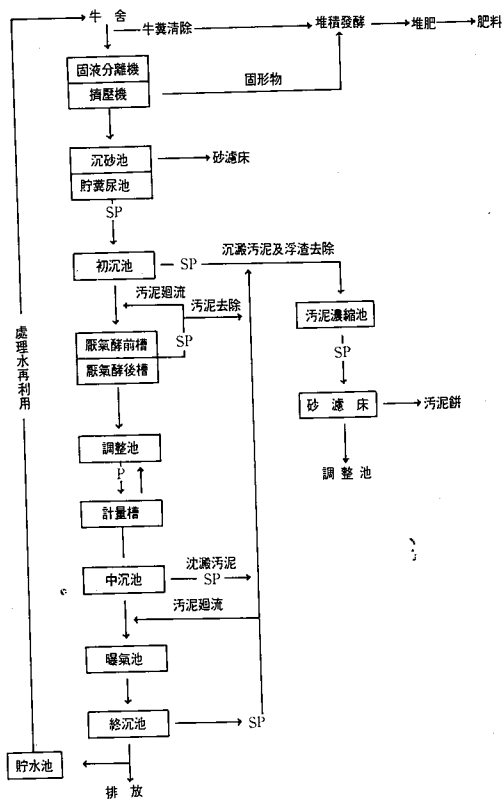 牛舍
牛糞清除
堆積發酵
堆肥
肥料
固液分離機
擠壓機
固形物
沉砂池
砂濾床
貯糞尿池
SP
初沉池
SP
沉澱汚泥及浮渣去除
汚泥廻流
汚泥去除
汚泥濃縮池
SP
厭氣酵前槽
厭氣酵後槽
SP
砂濾床
汚泥餅
調整池
調整池
P
計量槽
中沉池
沈澱汚泥
SP
汚泥廻流
曝氣池
終沉池
SP
貯水池
排放
處理水再利用